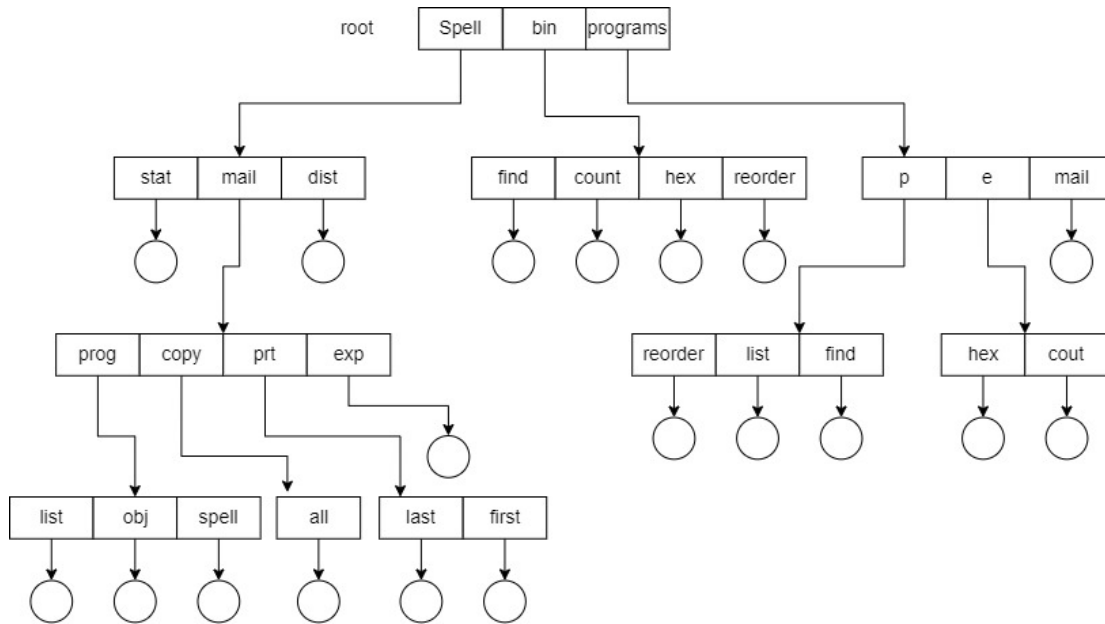 root Spell bin programs
stat mail dist find count hex reorder p e mail
prog copy prt exp reorder list find hex cout
list obj spell all last first